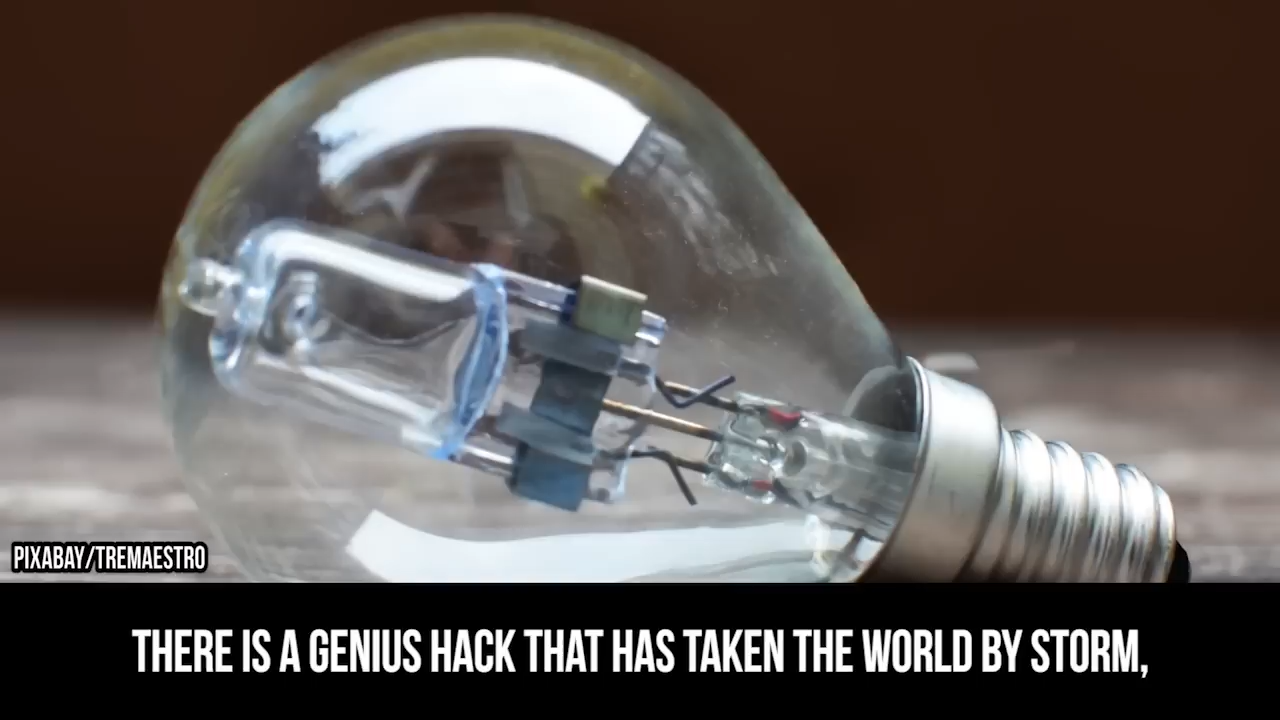 PIXABAY/TREMAESTRO
THERE IS A GENIUS HACK THAT HAS TAKEN THE WORLD BY STORM,